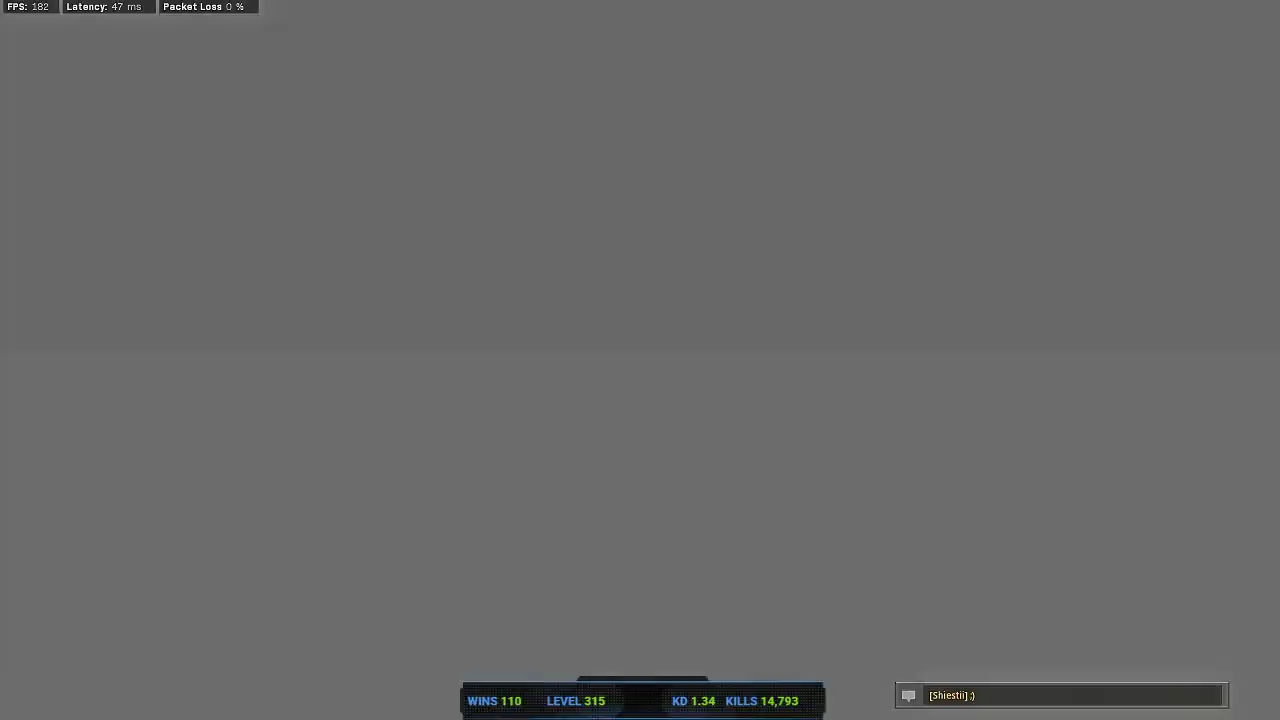 FPS: 182 Latency: 47 ms Packet Loss 0 %
WINS 110 LEVEL 315 KD 1.34 KILLS 14,793
[Shiestii] :)